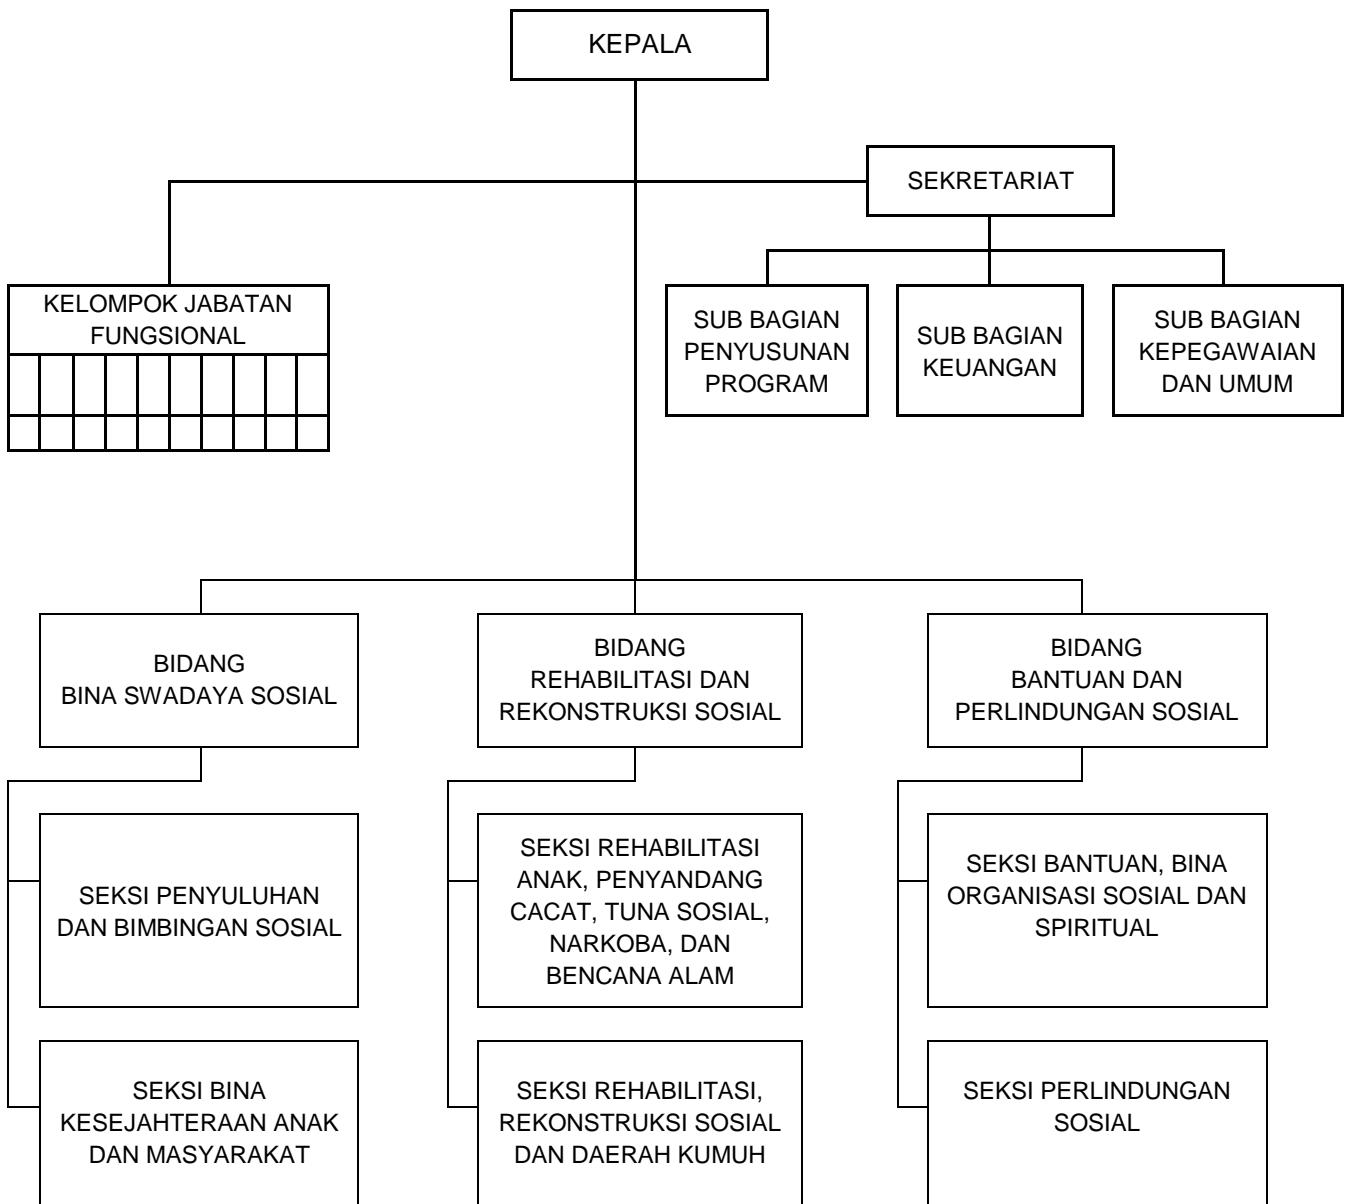 KEPALA
SEKRETARIAT
KELOMPOK JABATAN
FUNGSIONAL
SUB BAGIAN
PENYUSUNAN
PROGRAM
SUB BAGIAN
KEUANGAN
SUB BAGIAN
KEPEGAWAIAN
DAN UMUM
BIDANG
BINA SWADAYA SOSIAL
BIDANG
REHABILITASI DAN
REKONSTRUKSI SOSIAL
BIDANG
BANTUAN DAN
PERLINDUNGAN SOSIAL
SEKSI PENYULUHAN
DAN BIMBINGAN SOSIAL
SEKSI REHABILITASI
ANAK, PENYANDANG
CACAT, TUNA SOSIAL,
NARKOBA, DAN
BENCANA ALAM
SEKSI BANTUAN, BINA
ORGANISASI SOSIAL DAN
SPIRITUAL
SEKSI BINA
KESEJAHTERAAN ANAK
DAN MASYARAKAT
SEKSI REHABILITASI,
REKONSTRUKSI SOSIAL
DAN DAERAH KUMUH
SEKSI PERLINDUNGAN
SOSIAL